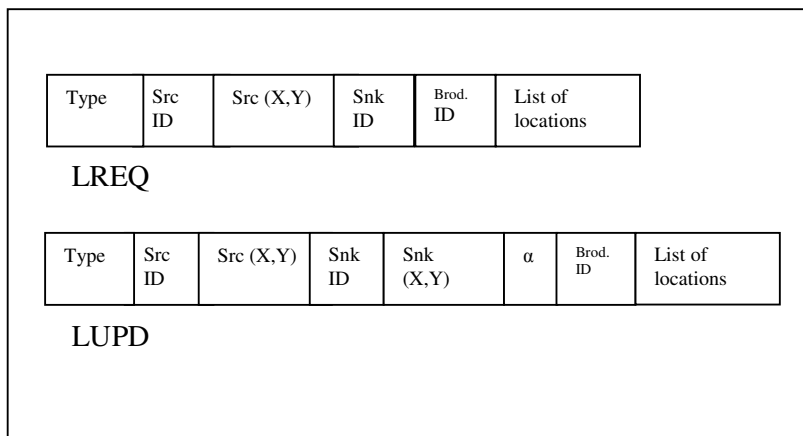 Type
Src
ID
Src (X,Y)
Snk
ID
Brod.
ID
List of
locations
LREQ
Type
Src
ID
Src (X,Y)
Snk
ID
Snk
(X,Y)
α
Brod.
ID
List of
locations
LUPD